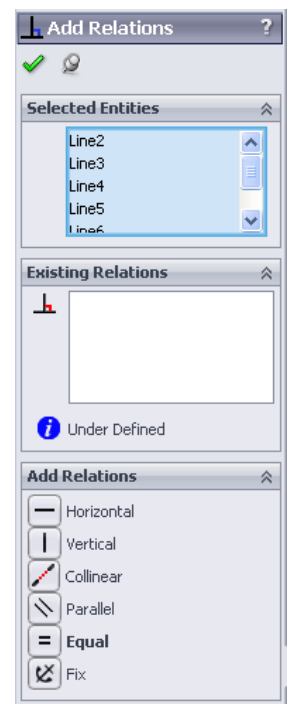 Add Relations ?
Selected Entities
Line2
Line3
Line4
Line5
Line6
Existing Relations
Under Defined
Add Relations
Horizontal
Vertical
Collinear
Parallel
Equal
Fix